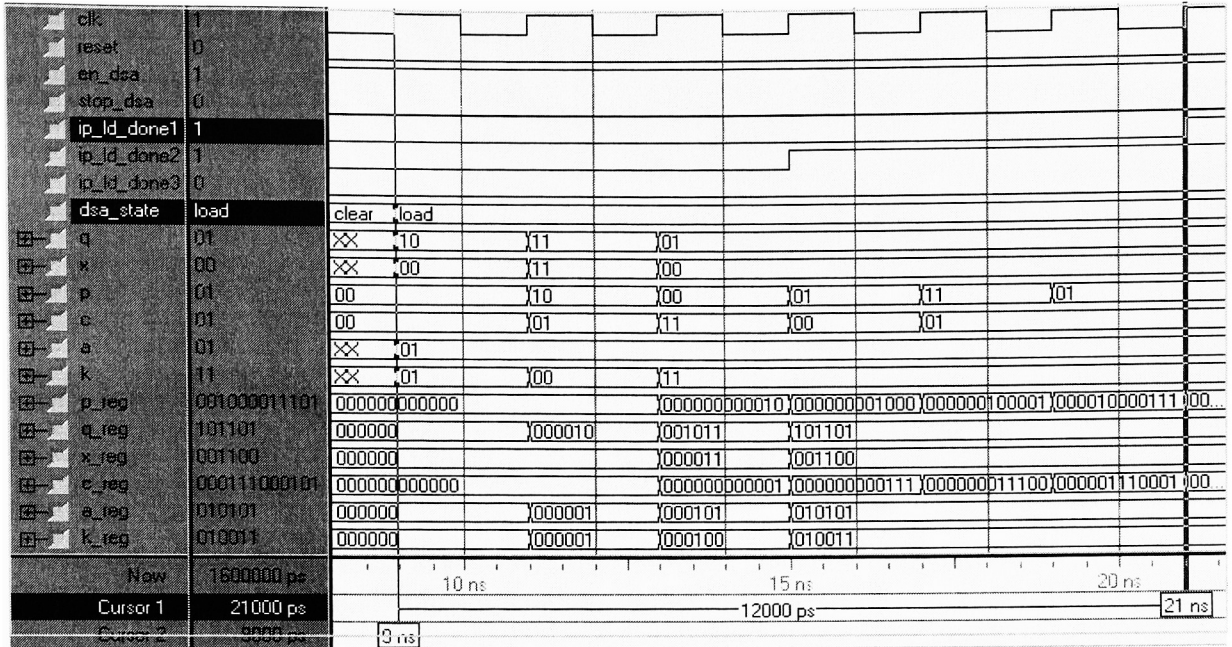 clk 1
reset 0
en_dsa 1
stop_dsa 0
ip_ld_done1 1
ip_ld_done2 1
ip_ld_done3 0
dsa_state load clear load
q 01 XX 10 11 01
x 00 XX 00 11 00
p 01 00 10 00 01 11 01
c 01 00 01 11 00 01
a 01 XX 01
k 11 XX 01 00 11
p_reg 001000011101 000000000000 000000000010 000000001000 000000100001 000010000111 00...
q_reg 101101 000000 000010 001011 101101
x_reg 001100 000000 000011 001100
c_reg 000111000101 000000000000 000000000001 000000000111 000000011100 000001110001 00...
a_reg 010101 000000 000001 000101 010101
k_reg 010011 000000 000001 000100 010011
Now 1600000 ps 10 ns 15 ns 20 ns
Cursor 1 21000 ps 12000 ps 21 ns
Cursor 2 ps ns